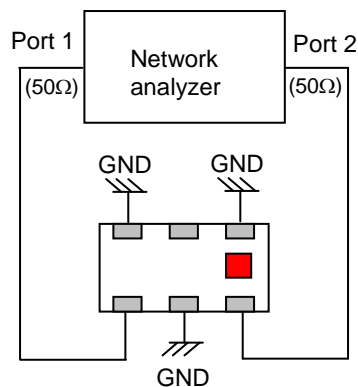 Port 1
Port 2
Network
analyzer
(50Ω)
(50Ω)
GND
GND
GND